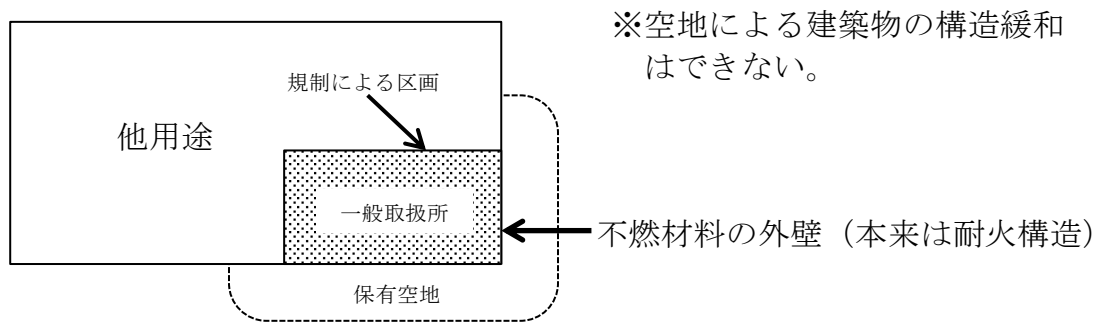 ※空地による建築物の構造緩和
はできない。
規制による区画
他用途
一般取扱所
不燃材料の外壁（本来は耐火構造）
保有空地